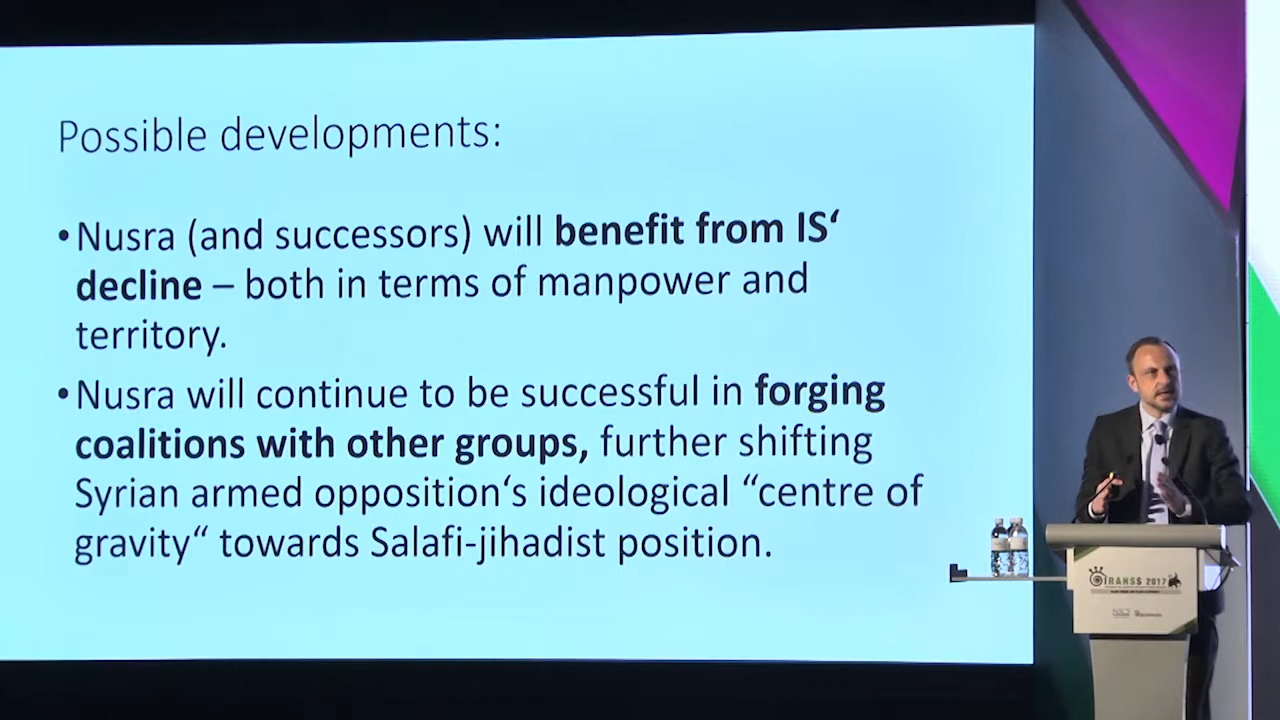 Possible developments:
•Nusra (and successors) will benefit from IS‘
decline – both in terms of manpower and
territory.
•Nusra will continue to be successful in forging
coalitions with other groups, further shifting
Syrian armed opposition‘s ideological “centre of
gravity“ towards Salafi-jihadist position.
IRAHSS 2017